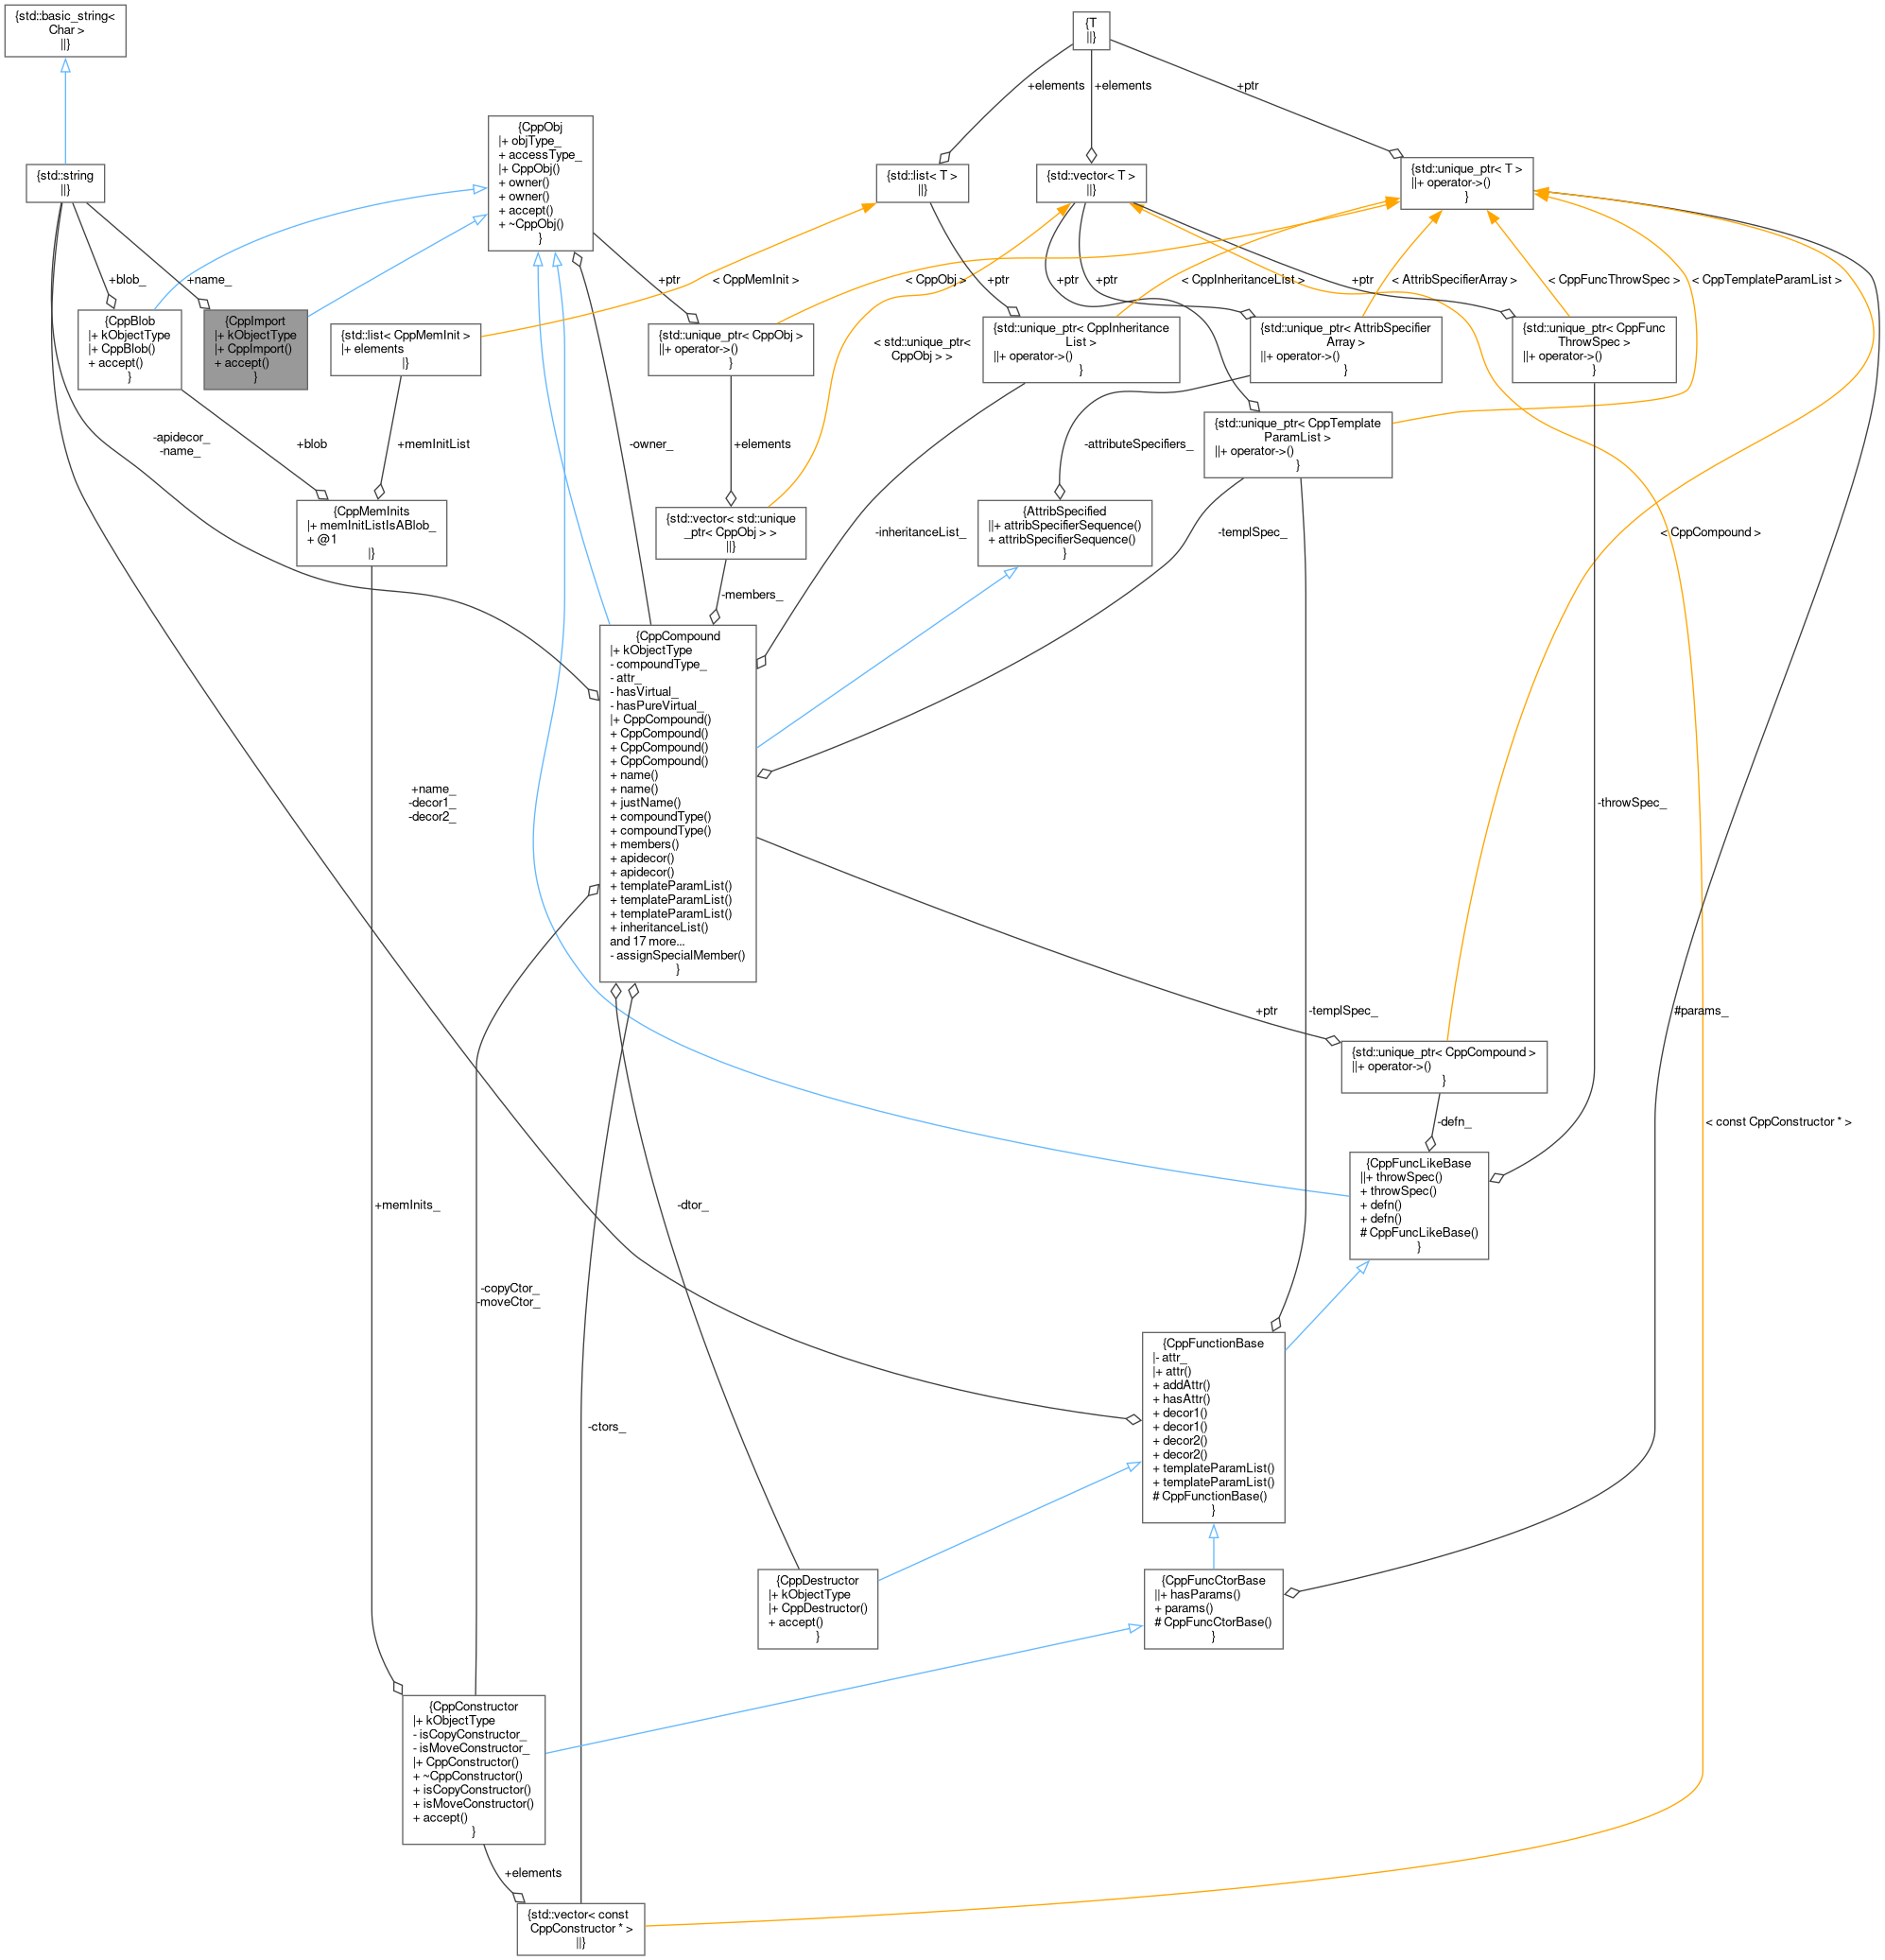 {std::basic_string<
Char >
||}
{T
||}
+elements
+elements
+ptr
{CppObj
|+ objType_
+ accessType_
|+ CppObj()
+ owner()
+ owner()
+ accept()
+ ~CppObj()
}
{std::string
||}
{std::list< T >
||}
{std::vector< T >
||}
{std::unique_ptr< T >
||+ operator->()
}
+blob_
+name_
+ptr
< CppMemInit >
< CppObj >
+ptr
+ptr
+ptr
< CppInheritanceList >
+ptr
< AttribSpecifierArray >
< CppFuncThrowSpec >
< CppTemplateParamList >
{CppBlob
|+ kObjectType
|+ CppBlob()
+ accept()
}
{CppImport
|+ kObjectType
|+ CppImport()
+ accept()
}
{std::list< CppMemInit >
|+ elements
|}
{std::unique_ptr< CppObj >
||+ operator->()
}
< std::unique_ptr<
CppObj > >
{std::unique_ptr< CppInheritance
List >
||+ operator->()
}
{std::unique_ptr< AttribSpecifier
Array >
||+ operator->()
}
{std::unique_ptr< CppFunc
ThrowSpec >
||+ operator->()
}
-apidecor_
-name_
+blob
+memInitList
-owner_
+elements
-attributeSpecifiers_
{std::unique_ptr< CppTemplate
ParamList >
||+ operator->()
}
{CppMemInits
|+ memInitListIsABlob_
+ @1
|}
{std::vector< std::unique
_ptr< CppObj > >
||}
-inheritanceList_
{AttribSpecified
||+ attribSpecifierSequence()
+ attribSpecifierSequence()
}
-templSpec_
< CppCompound >
-members_
{CppCompound
|+ kObjectType
- compoundType_
- attr_
- hasVirtual_
- hasPureVirtual_
|+ CppCompound()
+ CppCompound()
+ CppCompound()
+ CppCompound()
+ name()
+ name()
+ justName()
+ compoundType()
+ compoundType()
+ members()
+ apidecor()
+ apidecor()
+ templateParamList()
+ templateParamList()
+ templateParamList()
+ inheritanceList()
and 17 more...
- assignSpecialMember()
}
+name_
-decor1_
-decor2_
-throwSpec_
+ptr
-templSpec_
#params_
{std::unique_ptr< CppCompound >
||+ operator->()
}
-defn_
< const CppConstructor * >
{CppFuncLikeBase
||+ throwSpec()
+ throwSpec()
+ defn()
+ defn()
# CppFuncLikeBase()
}
+memInits_
-dtor_
-copyCtor_
-moveCtor_
{CppFunctionBase
|- attr_
|+ attr()
+ addAttr()
+ hasAttr()
+ decor1()
+ decor1()
+ decor2()
+ decor2()
+ templateParamList()
+ templateParamList()
# CppFunctionBase()
}
-ctors_
{CppDestructor
|+ kObjectType
|+ CppDestructor()
+ accept()
}
{CppFuncCtorBase
||+ hasParams()
+ params()
# CppFuncCtorBase()
}
{CppConstructor
|+ kObjectType
- isCopyConstructor_
- isMoveConstructor_
|+ CppConstructor()
+ ~CppConstructor()
+ isCopyConstructor()
+ isMoveConstructor()
+ accept()
}
+elements
{std::vector< const
CppConstructor * >
||}